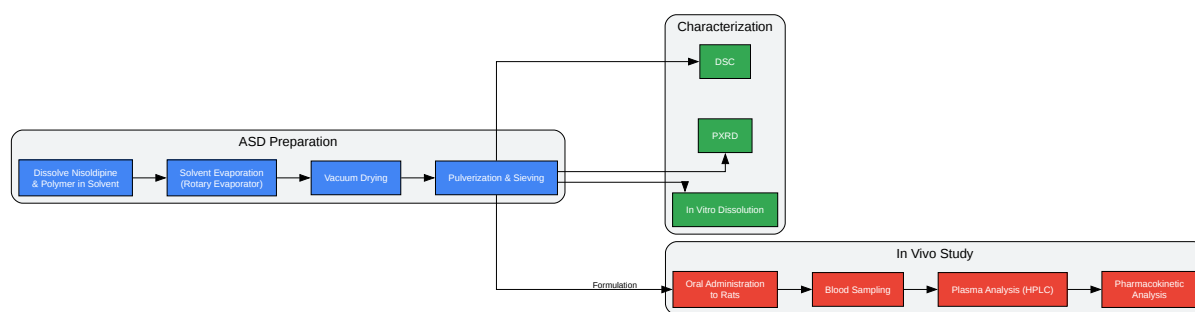 Characterization
DSC
PXRD
In Vitro Dissolution
ASD Preparation
Dissolve Nisoldipine
& Polymer in Solvent
Solvent Evaporation
(Rotary Evaporator)
Vacuum Drying
Pulverization & Sieving
Formulation
In Vivo Study
Oral Administration
to Rats
Blood Sampling
Plasma Analysis (HPLC)
Pharmacokinetic
Analysis